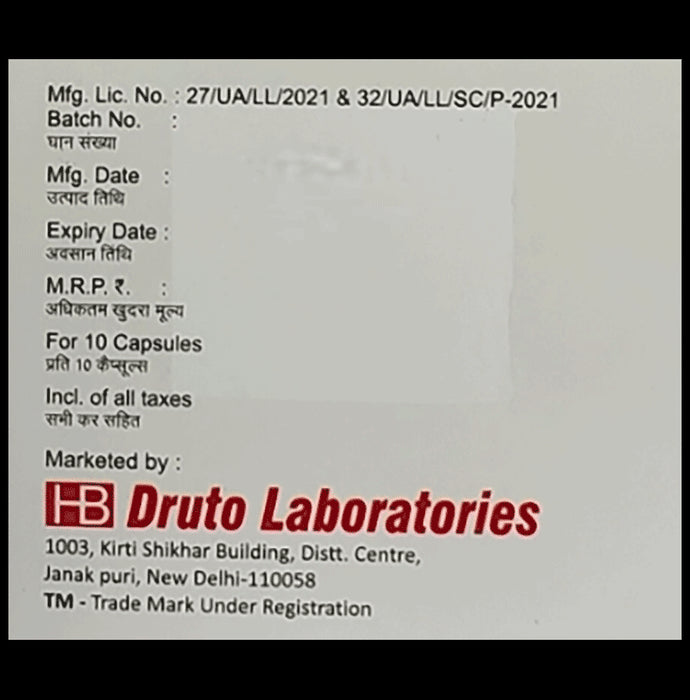 Mfg. Lic. No. : 27/UA/LL/2021 & 32/UA/LL/SC/P-2021
Batch No. :
घान संख्या
Mfg. Date :
उत्पाद तिथि
Expiry Date :
अवसान तिथि
M.R.P. ₹. :
अधिकतम खुदरा मूल्य
For 10 Capsules
प्रति 10 कैप्सूल्स
Incl. of all taxes
सभी कर सहित
Marketed by :
HB Druto Laboratories
1003, Kirti Shikhar Building, Distt. Centre,
Janak puri, New Delhi-110058
TM - Trade Mark Under Registration